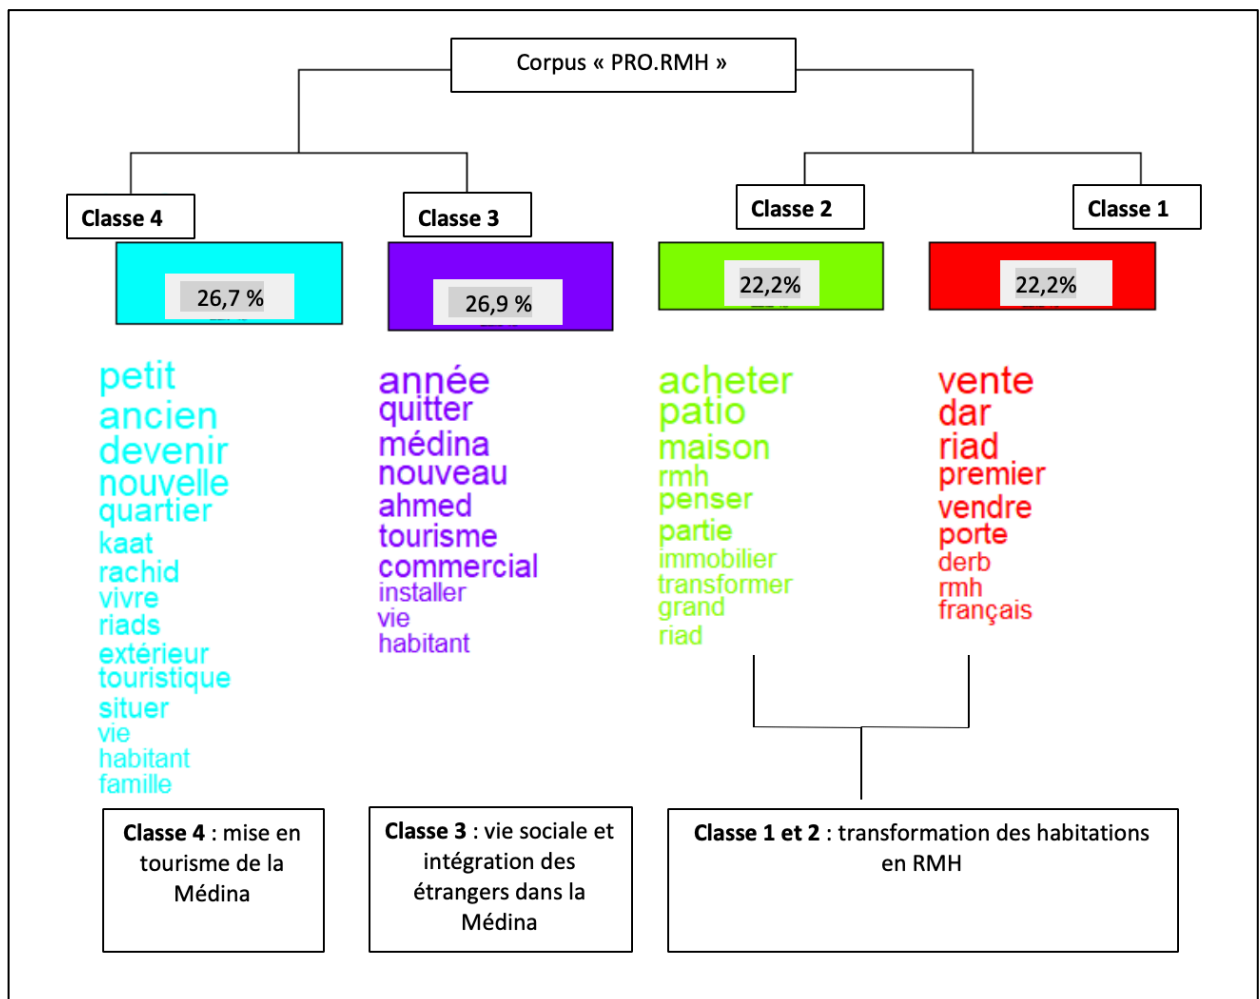 Corpus « PRO.RMH »
Classe 4
Classe 3
Classe 2
Classe 1
26,7 %
26,9 %
22,2%
22,2%
petit
ancien
devenir
nouvelle
quartier
kaat
rachid
vivre
riads
extérieur
touristique
situer
vie
habitant
famille
année
quitter
médina
nouveau
ahmed
tourisme
commercial
installer
vie
habitant
acheter
patio
maison
rmh
penser
partie
immobilier
transformer
grand
riad
vente
dar
riad
premier
vendre
porte
derb
rmh
français
Classe 4 : mise en
tourisme de la
Médina
Classe 3 : vie sociale et
intégration des
étrangers dans la
Médina
Classe 1 et 2 : transformation des habitations
en RMH